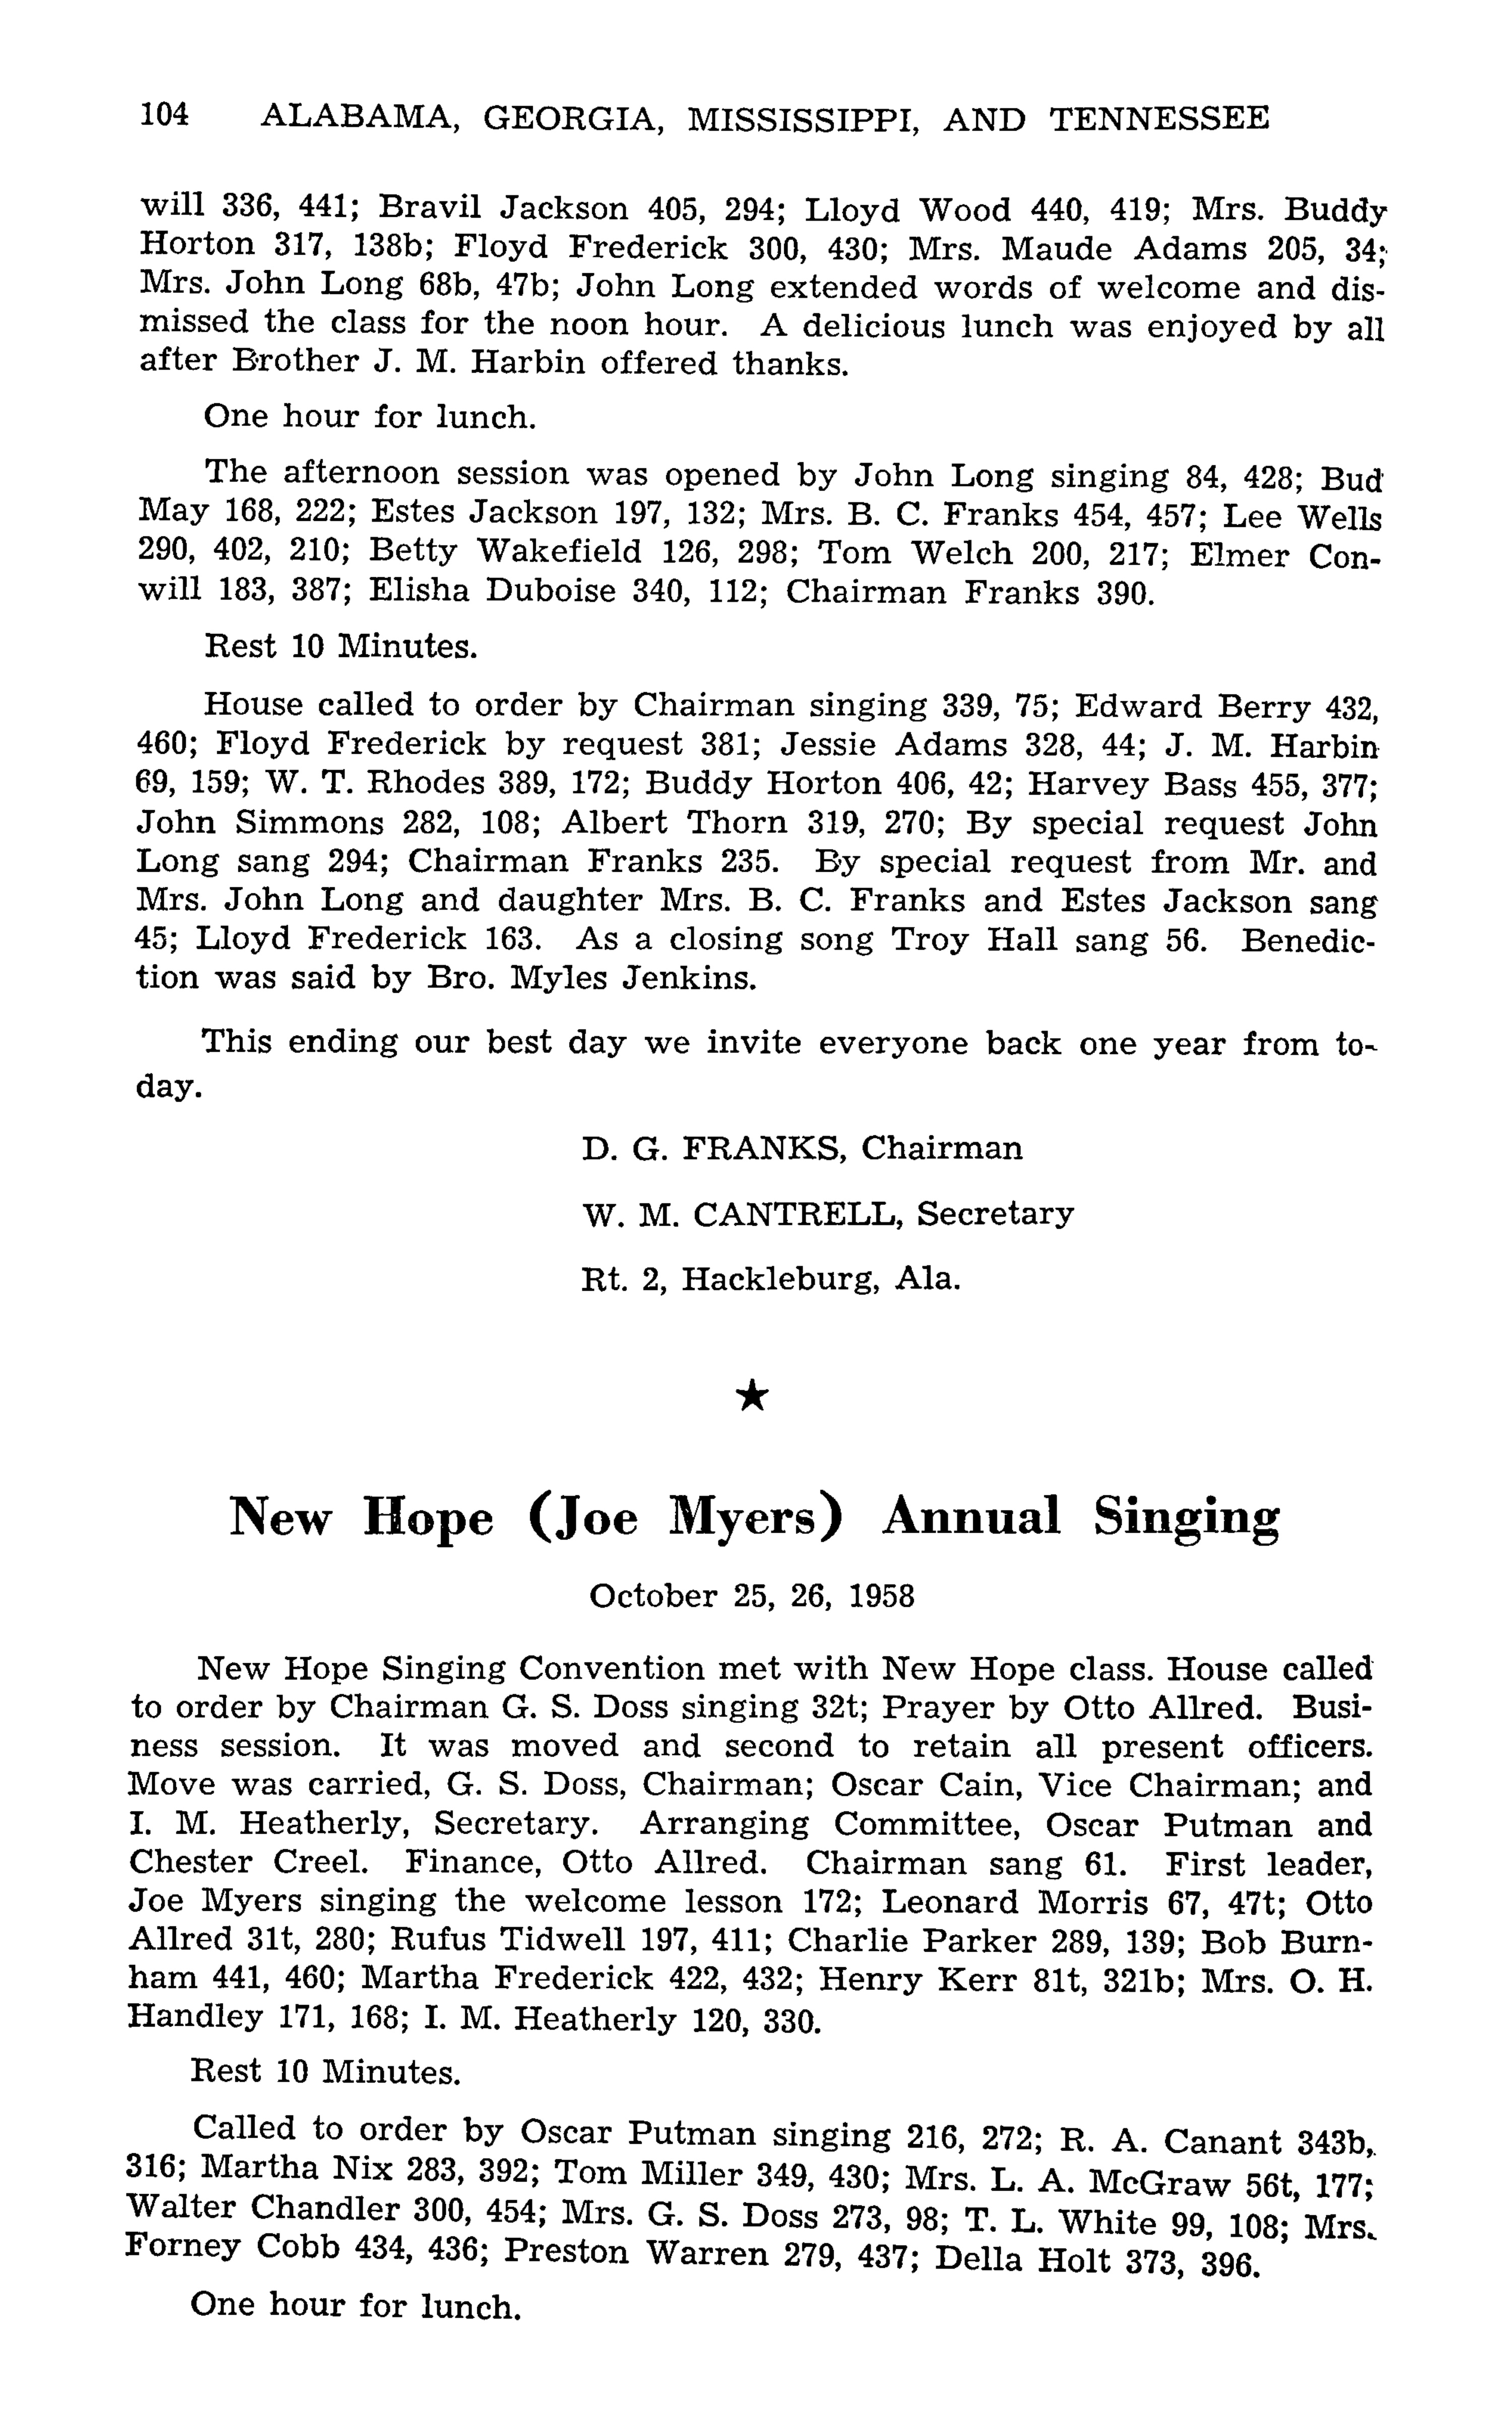 104 ALABAMA, GEORGIA, MISSISSIPPI, AND TENNESSEE
will 336, 441; Bravil Jackson 405, 294; Lloyd Wood 440, 419; Mrs. Buddy
Horton 317, 138b; Floyd Frederick 300, 430; Mrs. Maude Adams 205, 34;
Mrs. John Long 68b, 47b; John Long extended words of welcome and dis-
missed the class for the noon hour. A delicious lunch was enjoyed by all
after Brother J. M. Harbin offered thanks.
One hour for lunch.
The afternoon session was opened by John Long singing 84, 428; Bud
May 168, 222; Estes Jackson 197, 132; Mrs. B. C. Franks 454, 457; Lee Wells
290, 402, 210; Betty Wakefield 126, 298; Tom Welch 200, 217; Elmer Con-
will 183, 387; Elisha Duboise 340, 112; Chairman Franks 390.
Rest 10 Minutes.
House called to order by Chairman singing 339, 75; Edward Berry 432,
460; Floyd Frederick by request 381; Jessie Adams 328, 44; J. M. Harbin
69, 159; W. T. Rhodes 389, 172; Buddy Horton 406, 42; Harvey Bass 455, 377;
John Simmons 282, 108; Albert Thorn 319, 270; By special request John
Long sang 294; Chairman Franks 235. By special request from Mr. and
Mrs. John Long and daughter Mrs. B. C. Franks and Estes Jackson sang
45; Lloyd Frederick 163. As a closing song Troy Hall sang 56. Benedic-
tion was said by Bro. Myles Jenkins.
This ending our best day we invite everyone back one year from to-
day.
D. G. FRANKS, Chairman
W. M. CANTRELL, Secretary
Rt. 2, Hackleburg, Ala.
★
New Hope (Joe Myers) Annual Singing
October 25, 26, 1958
New Hope Singing Convention met with New Hope class. House called
to order by Chairman G. S. Doss singing 32t; Prayer by Otto Allred. Busi-
ness session. It was moved and second to retain all present officers.
Move was carried, G. S. Doss, Chairman; Oscar Cain, Vice Chairman; and
I. M. Heatherly, Secretary. Arranging Committee, Oscar Putman and
Chester Creel. Finance, Otto Allred. Chairman sang 61. First leader,
Joe Myers singing the welcome lesson 172; Leonard Morris 67, 47t; Otto
Allred 31t, 280; Rufus Tidwell 197, 411; Charlie Parker 289, 139; Bob Burn-
ham 441, 460; Martha Frederick 422, 432; Henry Kerr 81t, 321b; Mrs. O. H.
Handley 171, 168; I. M. Heatherly 120, 330.
Rest 10 Minutes.
Called to order by Oscar Putman singing 216, 272; R. A. Canant 343b,
316; Martha Nix 283, 392; Tom Miller 349, 430; Mrs. L. A. McGraw 56t, 177;
Walter Chandler 300, 454; Mrs. G. S. Doss 273, 98; T. L. White 99, 108; Mrs.
Forney Cobb 434, 436; Preston Warren 279, 437; Della Holt 373, 396.
One hour for lunch.